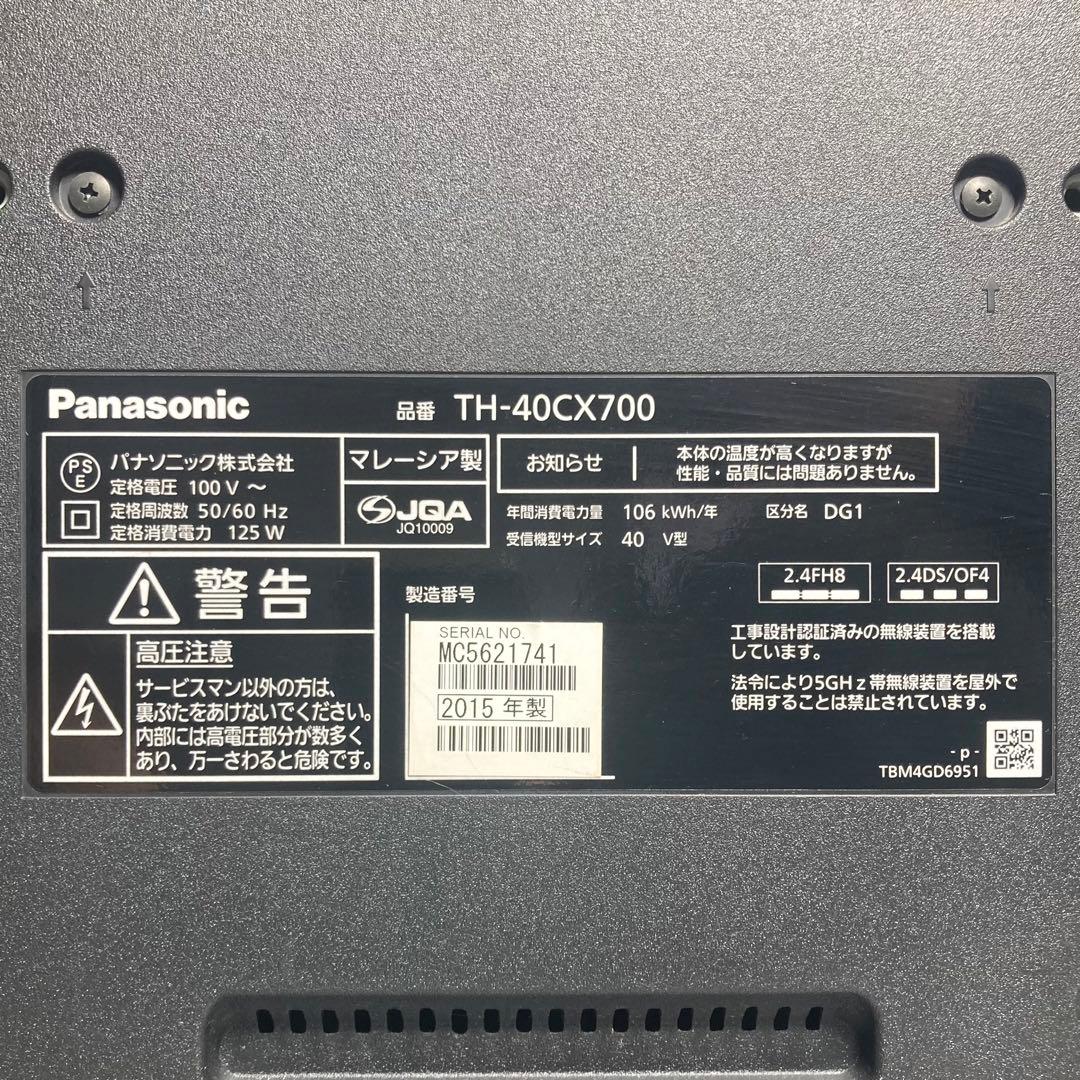 Panasonic
品番 TH-40CX700
PS E
パナソニック株式会社
定格電圧 100 V ～
定格周波数 50/60 Hz
定格消費電力 125 W
マレーシア製
JQA
JQ10009
お知らせ
本体の温度が高くなりますが
性能・品質には問題ありません。
年間消費電力量 106 kWh/年 区分名 DG1
受信機型サイズ 40 V型
警告
高圧注意
サービスマン以外の方は、
裏ぶたをあけないでください。
内部には高電圧部分が数多く
あり、万一さわると危険です。
製造番号
SERIAL NO.
MC5621741
2015 年製
2.4FH8
2.4DS/OF4
工事設計認証済みの無線装置を搭載
しています。
法令により5GHz帯無線装置を屋外で
使用することは禁止されています。
- p -
TBM4GD6951